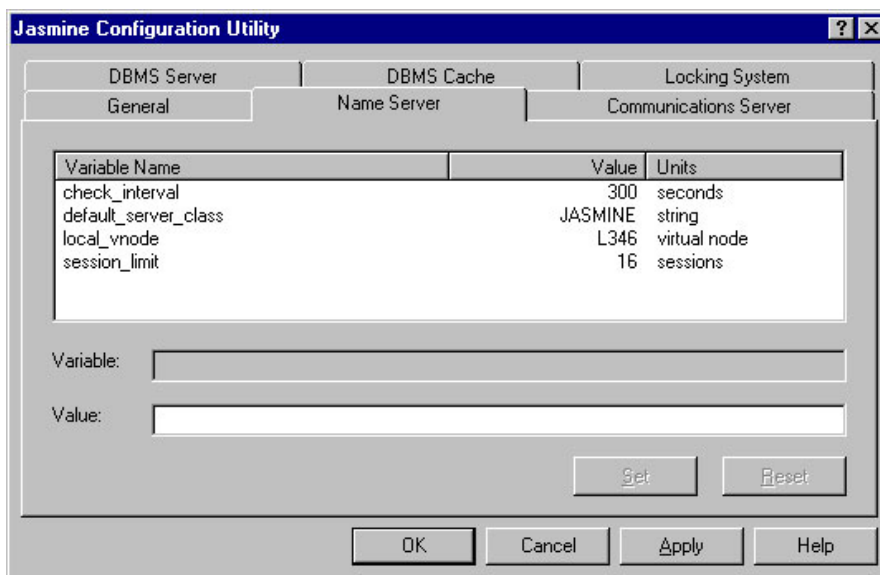 Jasmine Configuration Utility
DBMS Server DBMS Cache Locking System
General Name Server Communications Server
Variable Name Value Units
check_interval 300 seconds
default_server_class JASMINE string
local_vnode L346 virtual node
session_limit 16 sessions
Variable:
Value:
Set Reset
OK Cancel Apply Help